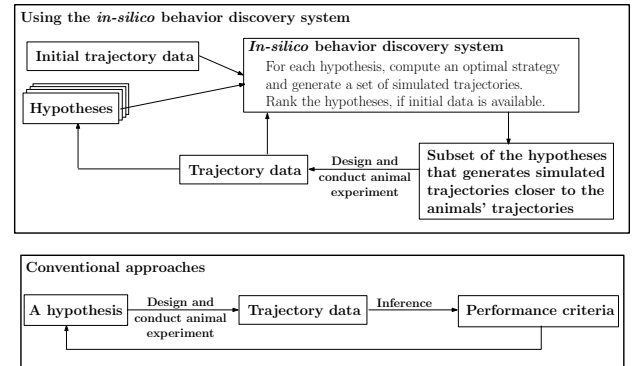 Using the in-silico behavior discovery system
Initial trajectory data
Hypotheses
In-silico behavior discovery system
For each hypothesis, compute an optimal strategy
and generate a set of simulated trajectories.
Rank the hypotheses, if initial data is available.
Trajectory data
Design and
conduct animal
experiment
Subset of the hypotheses
that generates simulated
trajectories closer to the
animals' trajectories
Conventional approaches
A hypothesis
Design and
conduct animal
experiment
Trajectory data
Inference
Performance criteria